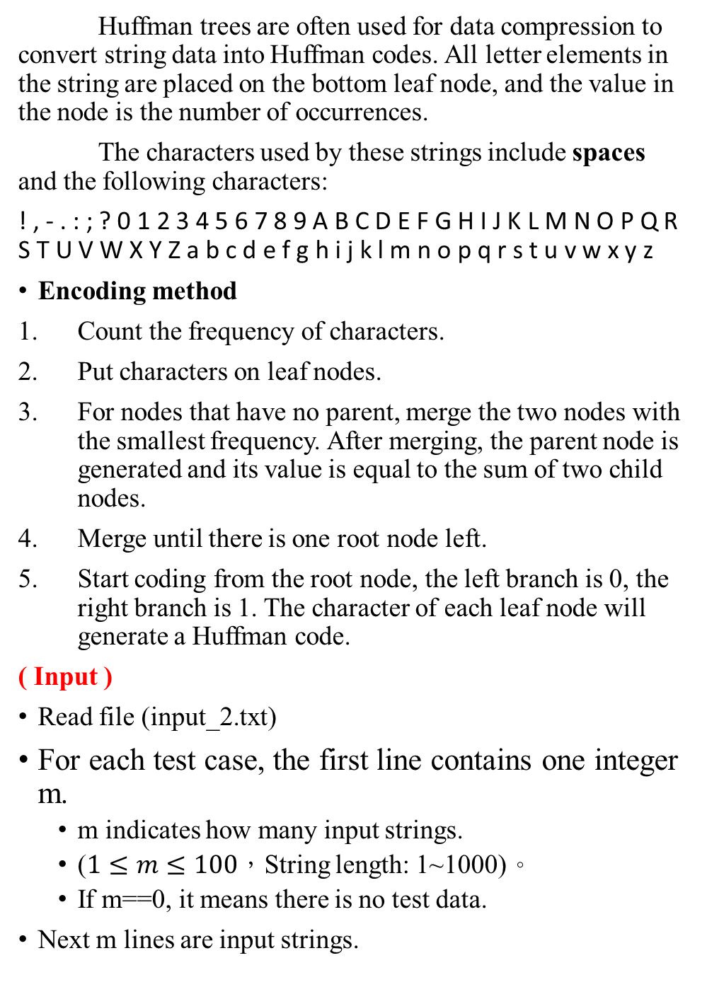 Huffman trees are often used for data compression to
convert string data into Huffman codes. All letter elements in
the string are placed on the bottom leaf node, and the value in
the node is the number of occurrences.
The characters used by these strings include spaces
and the following characters:
! , - . : ; ? 0 1 2 3 4 5 6 7 8 9 A B C D E F G H I J K L M N O P Q R
S T U V W X Y Z a b c d e f g h i j k l m n o p q r s t u v w x y z
• Encoding method
1. Count the frequency of characters.
2. Put characters on leaf nodes.
3. For nodes that have no parent, merge the two nodes with
the smallest frequency. After merging, the parent node is
generated and its value is equal to the sum of two child
nodes.
4. Merge until there is one root node left.
5. Start coding from the root node, the left branch is 0, the
right branch is 1. The character of each leaf node will
generate a Huffman code.
( Input )
• Read file (input_2.txt)
• For each test case, the first line contains one integer
m.
• m indicates how many input strings.
• (1 ≤ m ≤ 100，String length: 1~1000)。
• If m==0, it means there is no test data.
• Next m lines are input strings.